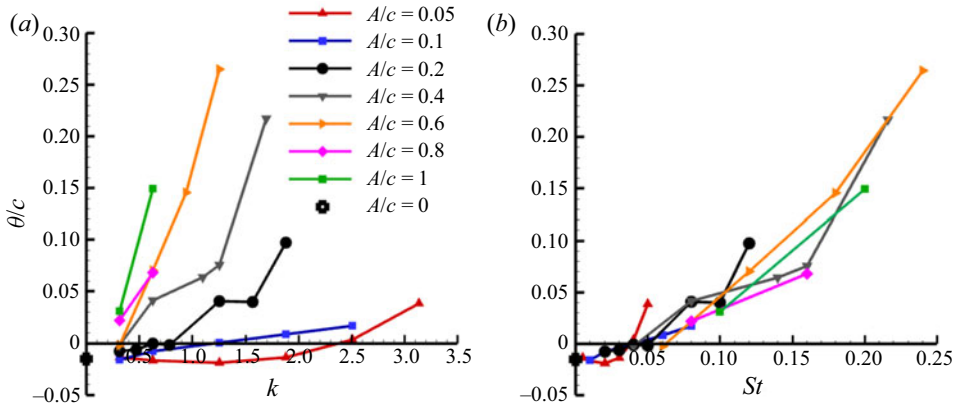 (a)
0.30
0.25
0.20
0.15
0.10
0.05
0
–0.05
θ/c
0.5
1.0
1.5
2.0
2.5
3.0
3.5
k
A/c = 0.05
A/c = 0.1
A/c = 0.2
A/c = 0.4
A/c = 0.6
A/c = 0.8
A/c = 1
A/c = 0
(b)
0.30
0.25
0.20
0.15
0.10
0.05
0
–0.05
0.05
0.10
0.15
0.20
0.25
St